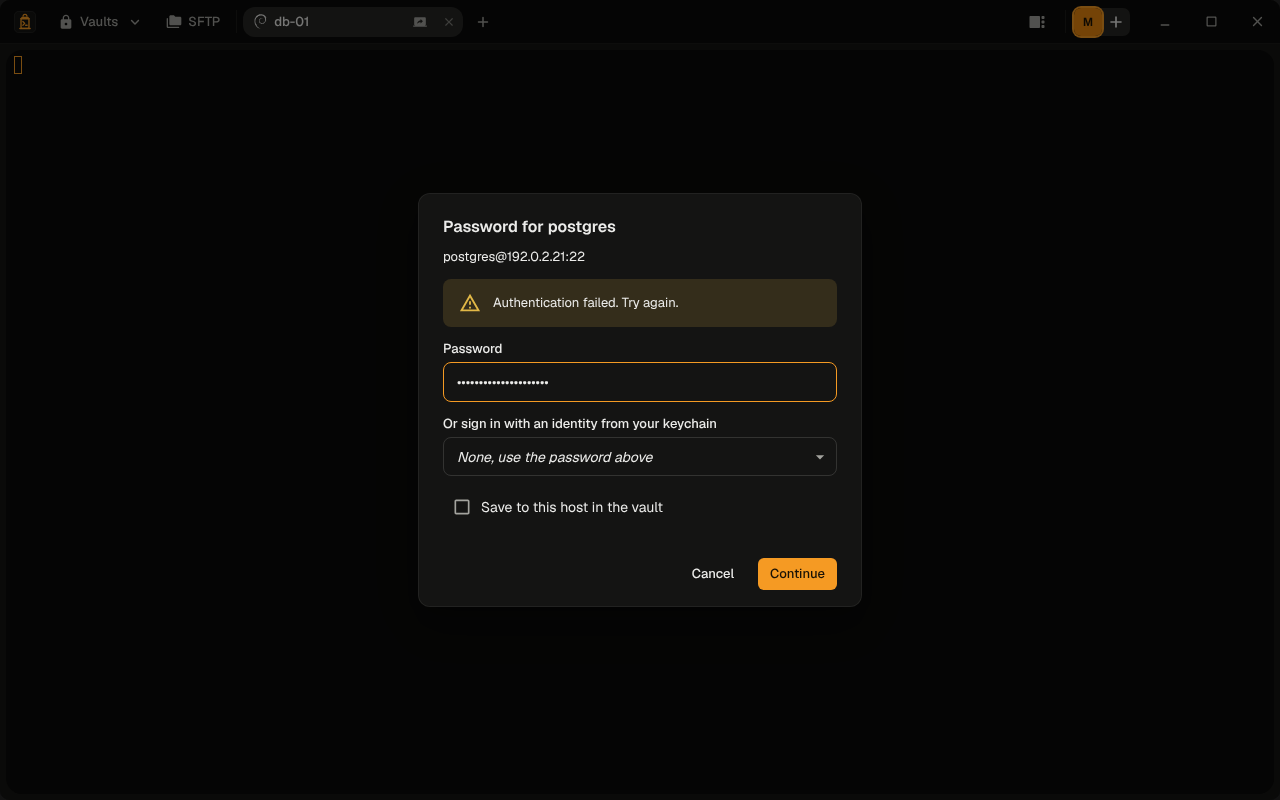 Vaults
SFTP
db-01
M
Password for postgres
postgres@192.0.2.21:22
Authentication failed. Try again.
Password
•••••••••••••••••••••
Or sign in with an identity from your keychain
None, use the password above
Save to this host in the vault
Cancel
Continue